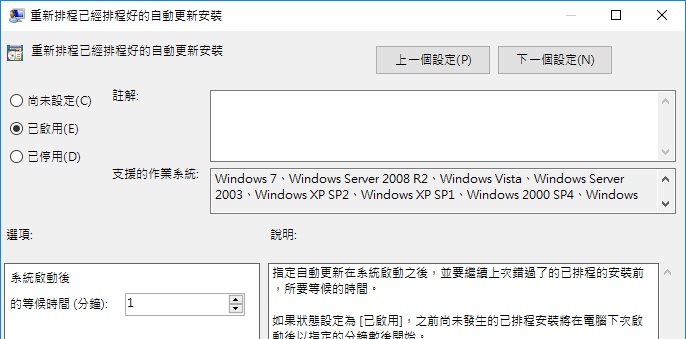 重新排程已經排程好的自動更新安裝
重新排程已經排程好的自動更新安裝
上一個設定(P)
下一個設定(N)
尚未設定(C)
已啟用(E)
已停用(D)
註解:
支援的作業系統:
Windows 7、Windows Server 2008 R2、Windows Vista、Windows Server
2003、Windows XP SP2、Windows XP SP1、Windows 2000 SP4、Windows
選項:
說明:
系統啟動後
的等候時間 (分鐘):
1
指定自動更新在系統啟動之後，並要繼續上次錯過了的已排程的安裝前
，所要等候的時間。
如果狀態設定為 [已啟用]，之前尚未發生的已排程安裝將在電腦下次啟
動後以指定的分鐘數後開始。